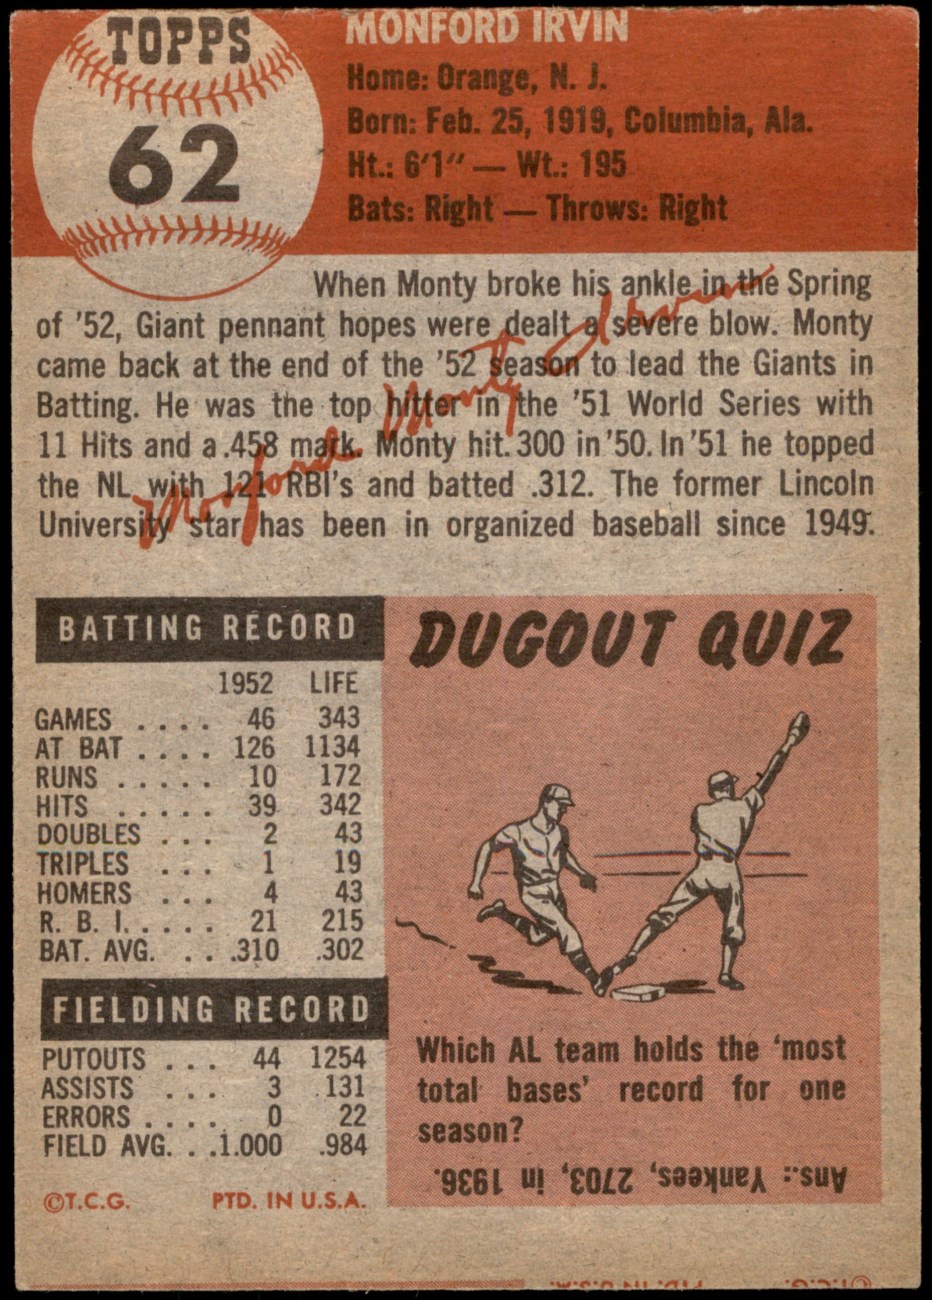 TOPPS
62
MONFORD IRVIN
Home: Orange, N. J.
Born: Feb. 25, 1919, Columbia, Ala.
Ht.: 6'1" — Wt.: 195
Bats: Right — Throws: Right
When Monty broke his ankle in the Spring
of '52, Giant pennant hopes were dealt a severe blow. Monty
came back at the end of the '52 season to lead the Giants in
Batting. He was the top hitter in the '51 World Series with
11 Hits and a .458 mark. Monty hit .300 in '50. In '51 he topped
the NL with 121 RBI's and batted .312. The former Lincoln
University star has been in organized baseball since 1949.
Monford Monty Irvin
BATTING RECORD
1952 LIFE
GAMES .... 46 343
AT BAT .... 126 1134
RUNS ..... 10 172
HITS ..... 39 342
DOUBLES ... 2 43
TRIPLES ... 1 19
HOMERS ... 4 43
R. B. I...... 21 215
BAT. AVG. ...310 .302
FIELDING RECORD
PUTOUTS ... 44 1254
ASSISTS ... 3 131
ERRORS .... 0 22
FIELD AVG. ..1.000 .984
©T.C.G. PTD. IN U.S.A.
DUGOUT QUIZ
Which AL team holds the 'most
total bases' record for one
season?
Ans.: Yankees, 2703, in 1936.
©T.C.G. PTD. IN U.S.A.